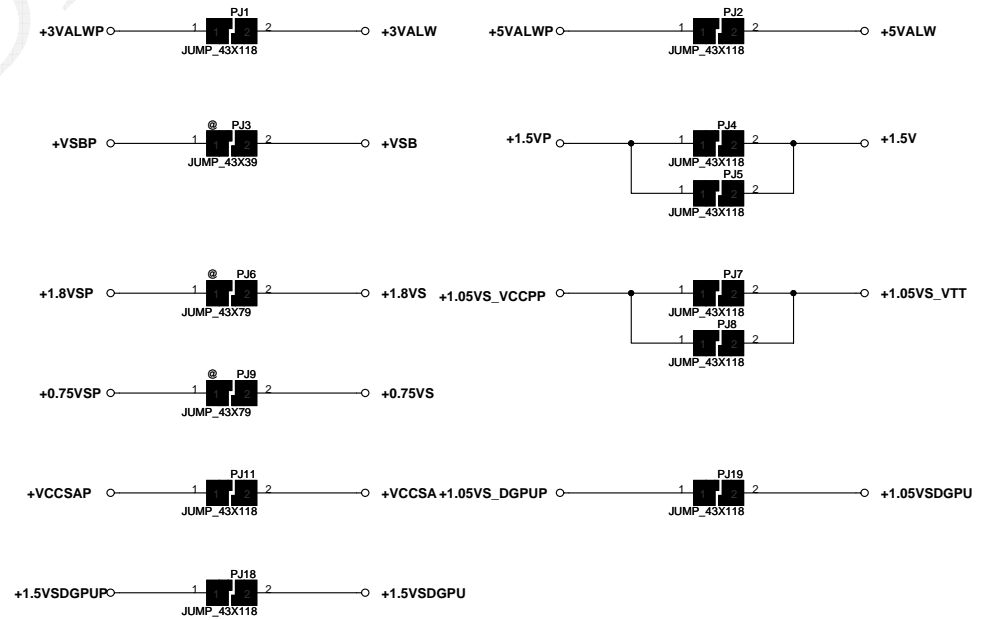 PJ1
+3VALWP 1 1 2 2 +3VALW
JUMP_43X118
PJ2
+5VALWP 1 1 2 2 +5VALW
JUMP_43X118
@ PJ3
+VSBP 1 1 2 2 +VSB
JUMP_43X39
PJ4
+1.5VP 1 1 2 2 +1.5V
JUMP_43X118
PJ5
1 1 2 2
JUMP_43X118
@ PJ6
+1.8VSP 1 1 2 2 +1.8VS
JUMP_43X79
PJ7
+1.05VS_VCCPP 1 1 2 2 +1.05VS_VTT
JUMP_43X118
PJ8
1 1 2 2
JUMP_43X118
@ PJ9
+0.75VSP 1 1 2 2 +0.75VS
JUMP_43X79
PJ11
+VCCSAP 1 1 2 2 +VCCSA
JUMP_43X118
PJ19
+1.05VS_DGPUP 1 1 2 2 +1.05VSDGPU
JUMP_43X118
PJ18
+1.5VSDGPUP 1 1 2 2 +1.5VSDGPU
JUMP_43X118